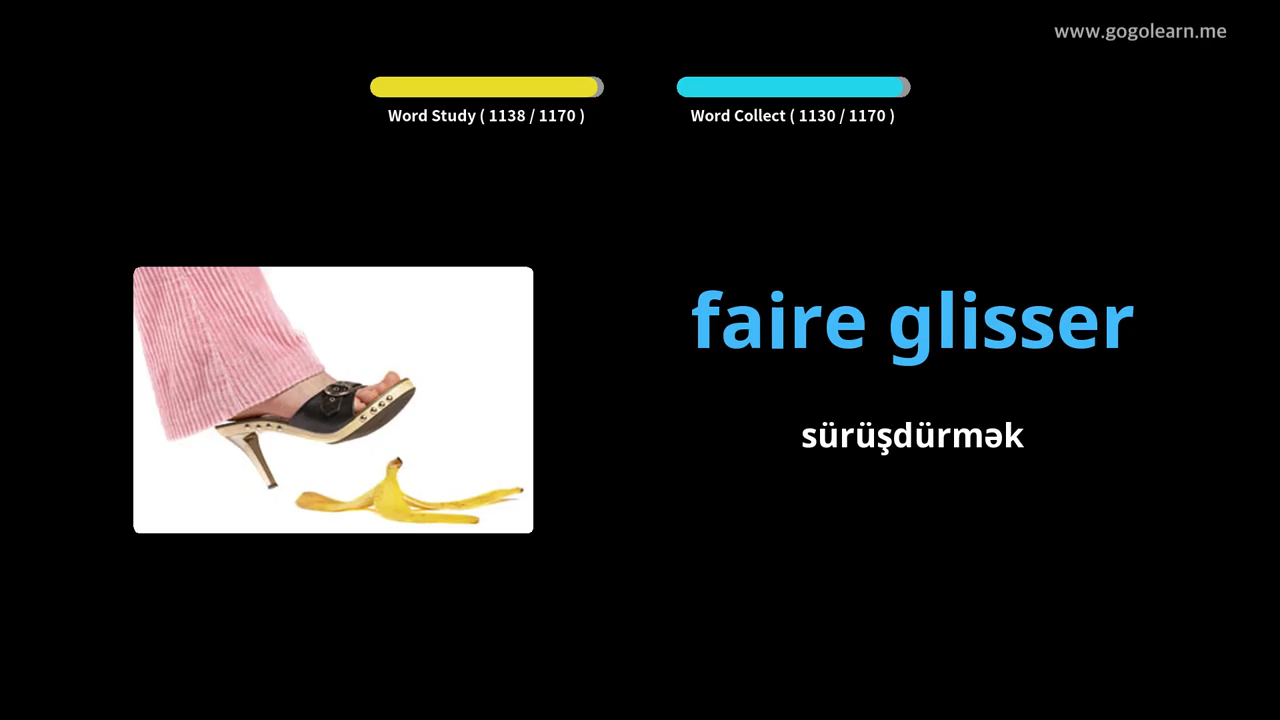 www.gogolearn.me
Word Study ( 1138 / 1170 )
Word Collect ( 1130 / 1170 )
faire glisser
sürüşdürmək